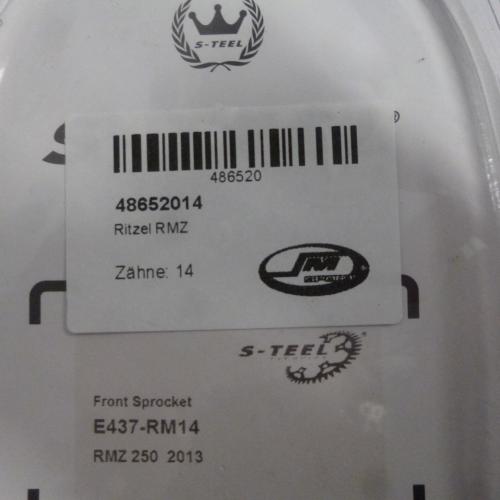 S-TEEL
S
®
486520
48652014
Ritzel RMZ
Zähne: 14
S-TEEL
Front Sprocket
E437-RM14
RMZ 250 2013